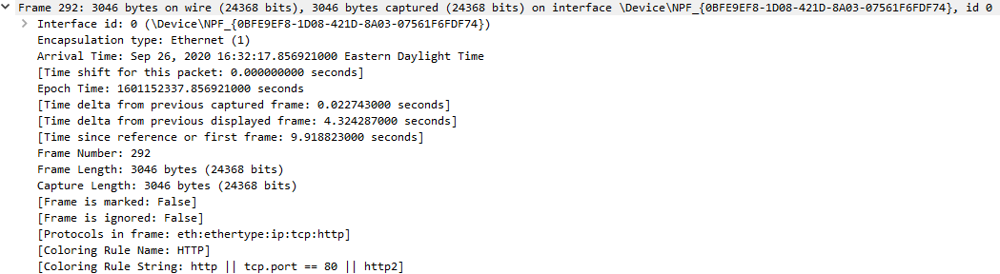 Frame 292: 3046 bytes on wire (24368 bits), 3046 bytes captured (24368 bits) on interface \Device\NPF_{0BFE9EF8-1D08-421D-8A03-07561F6FDF74}, id 0
Interface id: 0 (\Device\NPF_{0BFE9EF8-1D08-421D-8A03-07561F6FDF74})
Encapsulation type: Ethernet (1)
Arrival Time: Sep 26, 2020 16:32:17.856921000 Eastern Daylight Time
[Time shift for this packet: 0.000000000 seconds]
Epoch Time: 1601152337.856921000 seconds
[Time delta from previous captured frame: 0.022743000 seconds]
[Time delta from previous displayed frame: 4.324287000 seconds]
[Time since reference or first frame: 9.918823000 seconds]
Frame Number: 292
Frame Length: 3046 bytes (24368 bits)
Capture Length: 3046 bytes (24368 bits)
[Frame is marked: False]
[Frame is ignored: False]
[Protocols in frame: eth:ethertype:ip:tcp:http]
[Coloring Rule Name: HTTP]
[Coloring Rule String: http || tcp.port == 80 || http2]